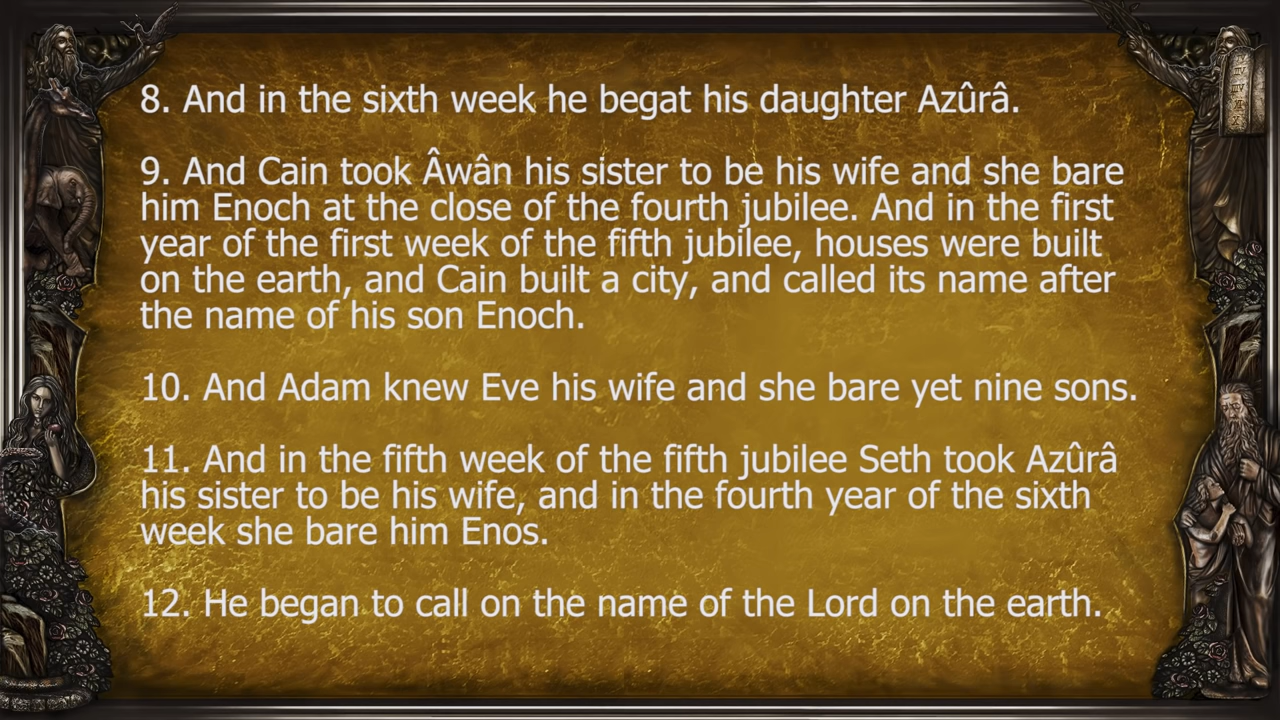 8. And in the sixth week he begat his daughter Azûrâ.
9. And Cain took Âwân his sister to be his wife and she bare
him Enoch at the close of the fourth jubilee. And in the first
year of the first week of the fifth jubilee, houses were built
on the earth, and Cain built a city, and called its name after
the name of his son Enoch.
10. And Adam knew Eve his wife and she bare yet nine sons.
11. And in the fifth week of the fifth jubilee Seth took Azûrâ
his sister to be his wife, and in the fourth year of the sixth
week she bare him Enos.
12. He began to call on the name of the Lord on the earth.